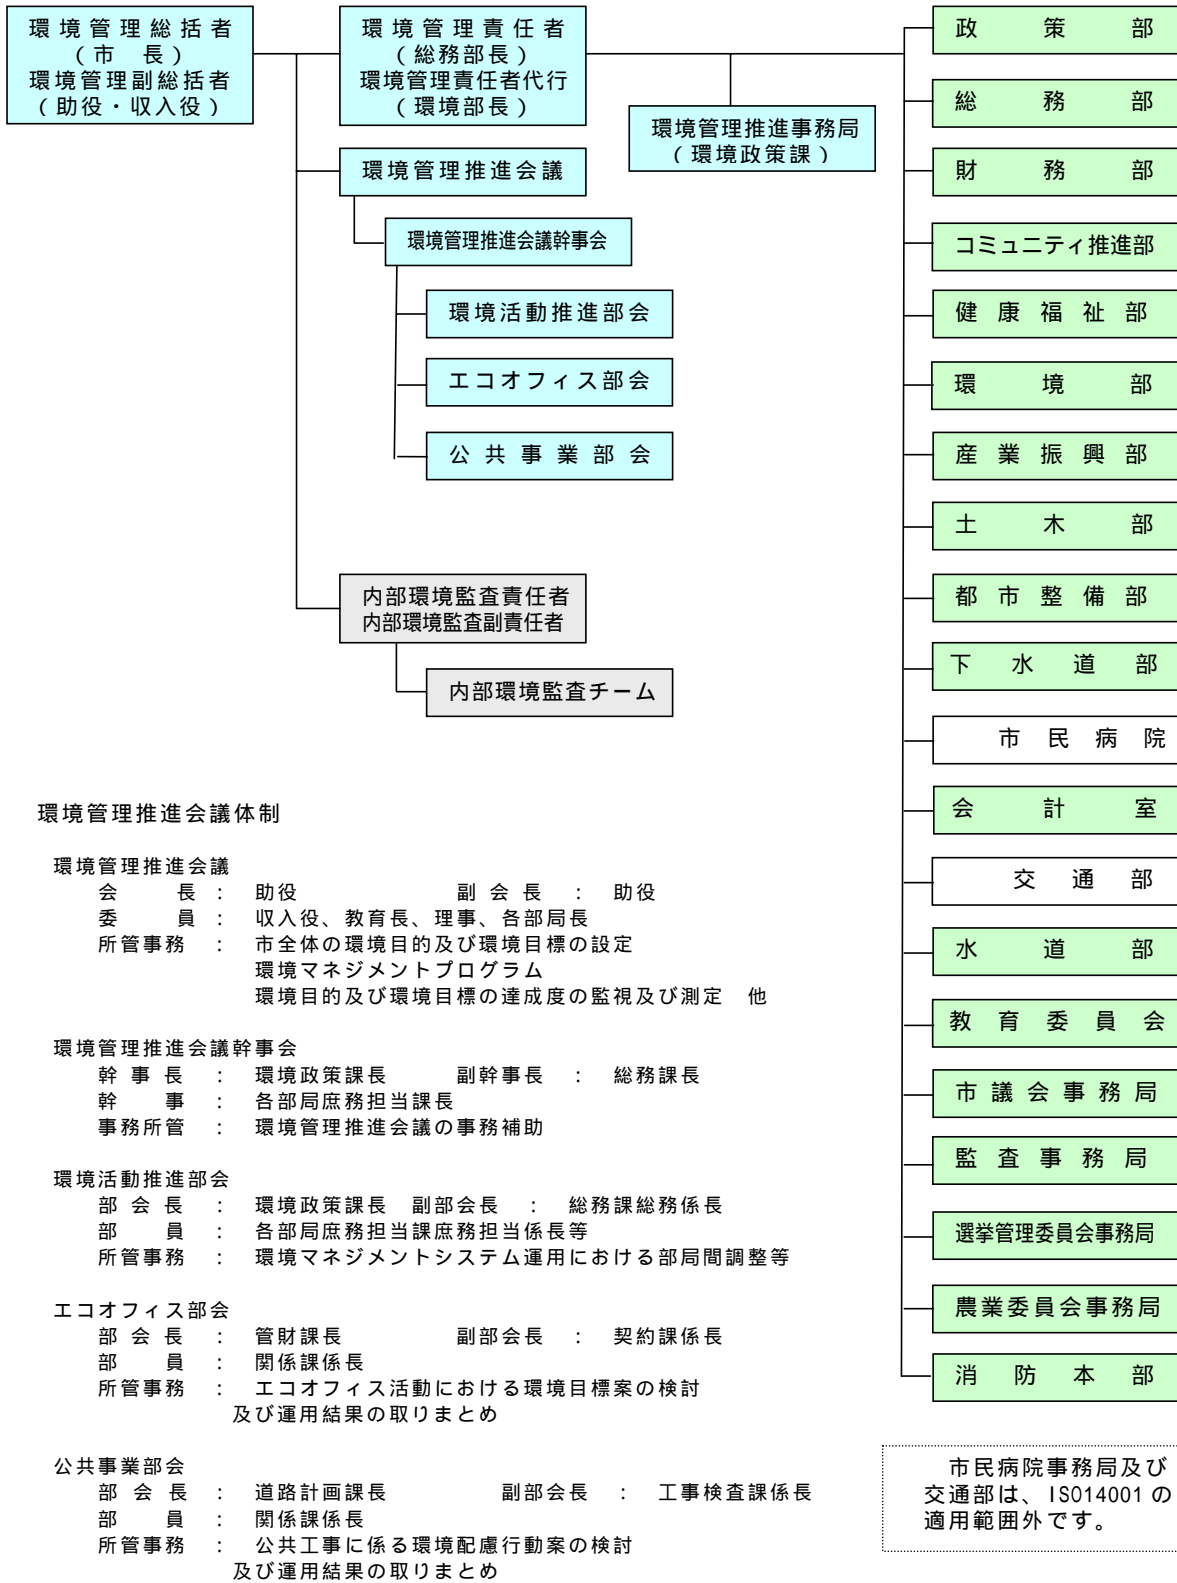 環境管理総括者
(市 長)
環境管理副総括者
(助役・収入役)
環境管理責任者
(総務部長)
環境管理責任者代行
(環境部長)
環境管理推進事務局
(環境政策課)
環境管理推進会議
環境管理推進会議幹事会
環境活動推進部会
エコオフィス部会
公共事業部会
内部環境監査責任者
内部環境監査副責任者
内部環境監査チーム
政策部
総務部
財務部
コミュニティ推進部
健康福祉部
環境部
産業振興部
土木部
都市整備部
下水道部
市民病院
会計室
交通部
水道部
教育委員会
市議会事務局
監査事務局
選挙管理委員会事務局
農業委員会事務局
消防本部
環境管理推進会議体制
環境管理推進会議
会 長 : 助役 副会長 : 助役
委 員 : 収入役、教育長、理事、各部局長
所管事務 : 市全体の環境目的及び環境目標の設定
環境マネジメントプログラム
環境目的及び環境目標の達成度の監視及び測定 他
環境管理推進会議幹事会
幹事長 : 環境政策課長 副幹事長 : 総務課長
幹 事 : 各部局庶務担当課長
事務所管 : 環境管理推進会議の事務補助
環境活動推進部会
部会長 : 環境政策課長 副部会長 : 総務課総務係長
部 員 : 各部局庶務担当課庶務担当係長等
所管事務 : 環境マネジメントシステム運用における部局間調整等
エコオフィス部会
部会長 : 管財課長 副部会長 : 契約課係長
部 員 : 関係課係長
所管事務 : エコオフィス活動における環境目標案の検討
及び運用結果の取りまとめ
公共事業部会
部会長 : 道路計画課長 副部会長 : 工事検査課係長
部 員 : 関係課係長
所管事務 : 公共工事に係る環境配慮行動案の検討
及び運用結果の取りまとめ
市民病院事務局及び
交通部は、ISO14001の
適用範囲外です。